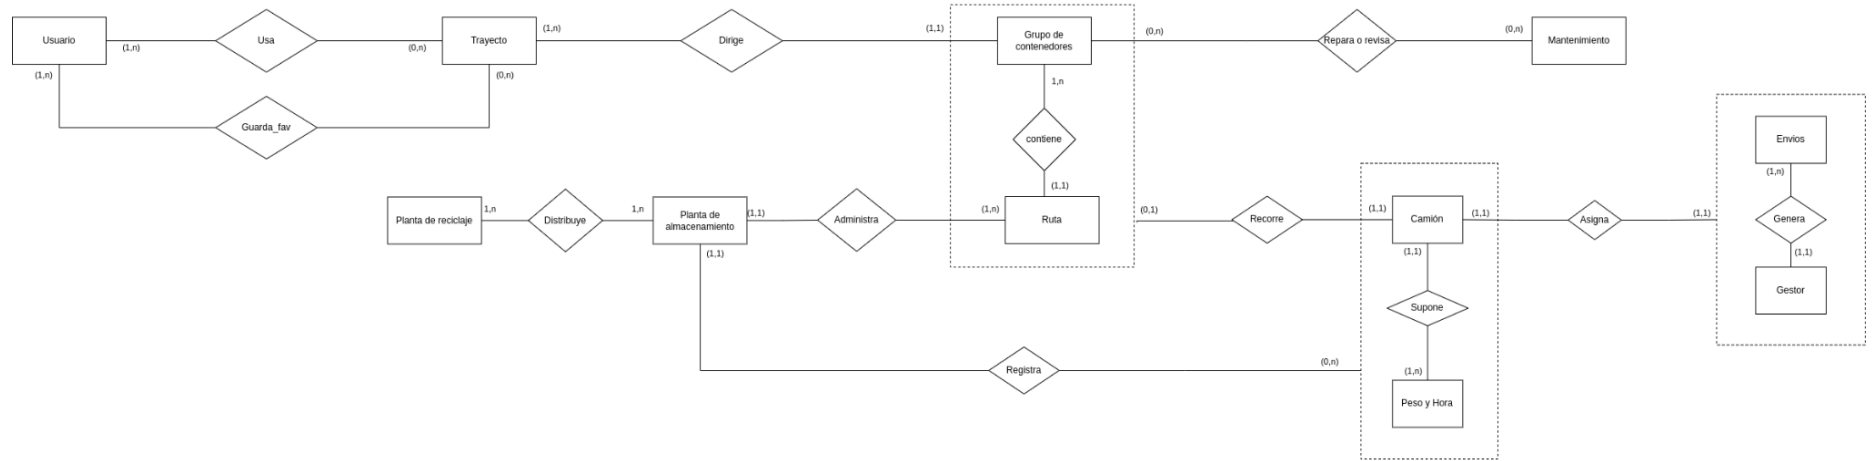 Usuario
(1,n)
Usa
(0,n)
Trayecto
(1,n)
Dirige
(1,1)
Grupo de
contenedores
(0,n)
Repara o revisa
(0,n)
Mantenimiento
(1,n)
(0,n)
Guarda_fav
1,n
contiene
(1,1)
Envios
(1,n)
Genera
(1,1)
Gestor
Planta de reciclaje
1,n
Distribuye
1,n
Planta de
almacenamiento
(1,1)
Administra
(1,n)
Ruta
(0,1)
Recorre
(1,1)
Camión
(1,1)
Asigna
(1,1)
(1,1)
(1,1)
Supone
(1,n)
Peso y Hora
Registra
(0,n)